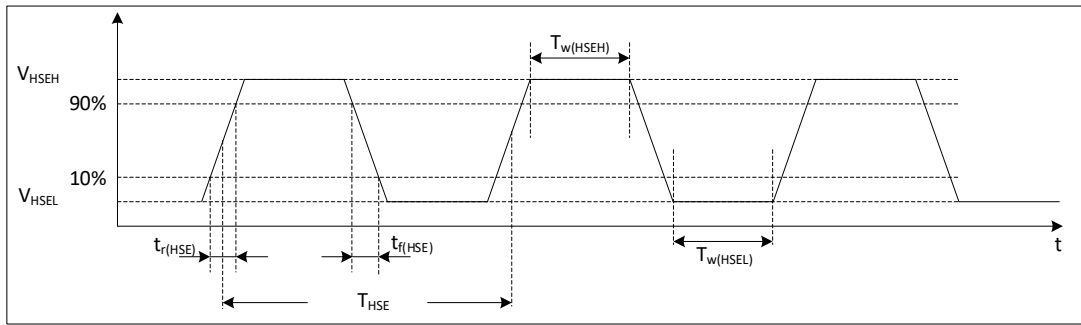 T_w(HSEH)
V_HSEH
90%
10%
V_HSEL
t_r(HSE)
t_f(HSE)
T_w(HSEL)
t
T_HSE